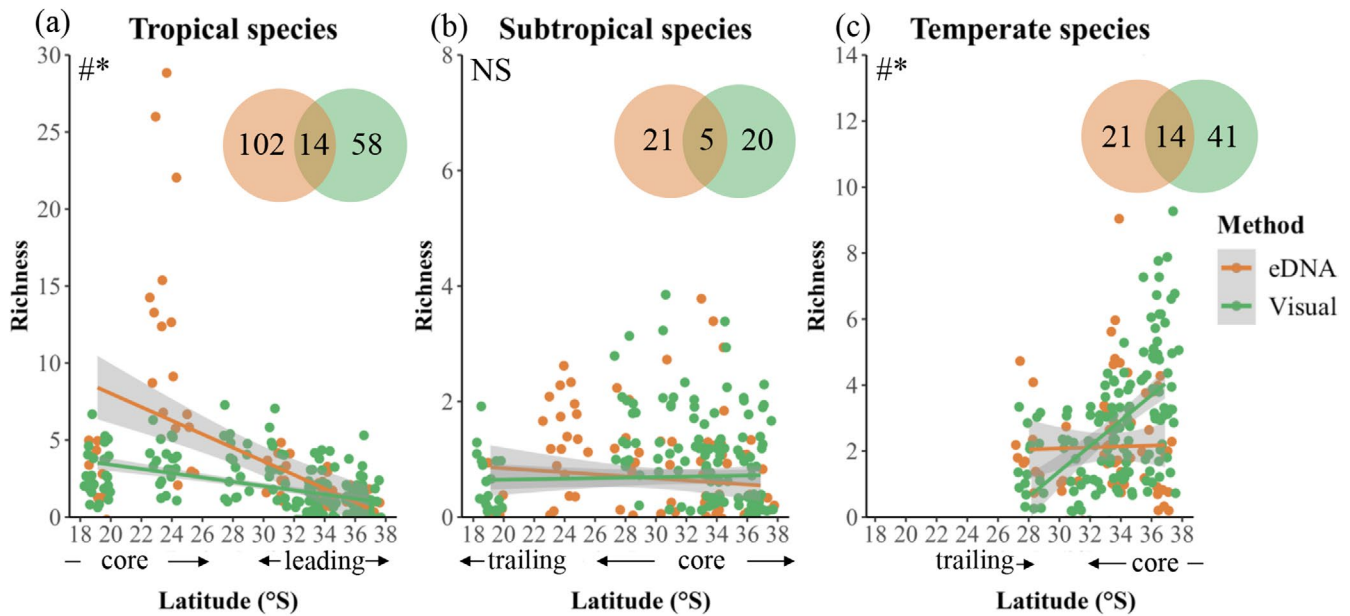 (a) Tropical species
(b) Subtropical species
(c) Temperate species
#*
NS
#*
102 14 58
21 5 20
21 14 41
30
25
20
15
10
5
0
Richness
8
6
4
2
0
Richness
14
12
10
8
6
4
2
0
Richness
Method
eDNA
Visual
18 20 22 24 26 28 30 32 34 36 38
18 20 22 24 26 28 30 32 34 36 38
18 20 22 24 26 28 30 32 34 36 38
core leading
trailing core
trailing core
Latitude (°S)
Latitude (°S)
Latitude (°S)